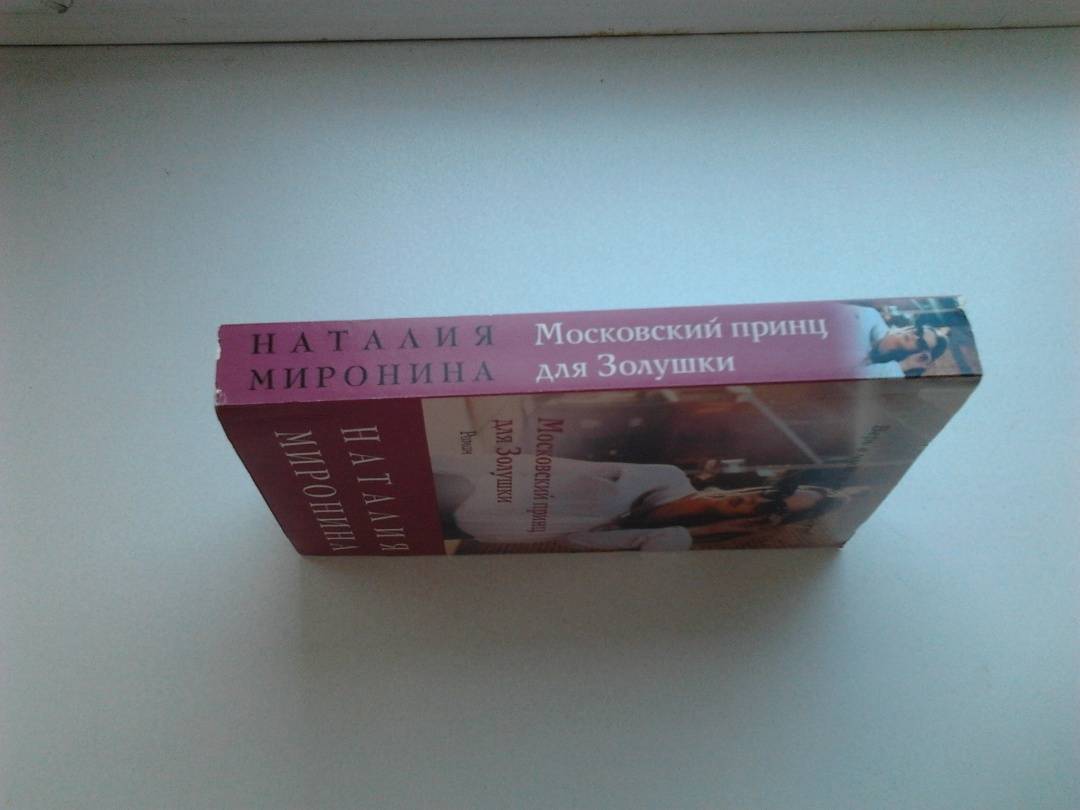 НАТАЛИЯ
МИРОНИНА
Московский принц
для Золушки
НАТАЛИЯ
МИРОНИНА
Московский принц
для Золушки
Роман